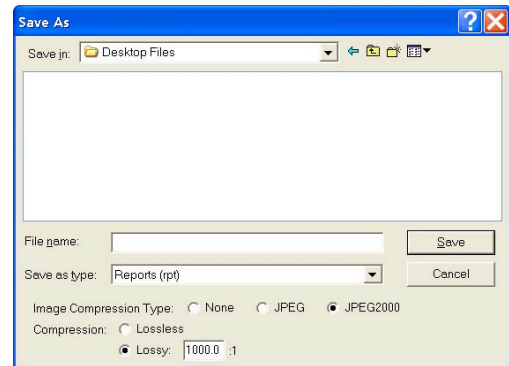 Save As
Save in: Desktop Files
File name: Save
Save as type: Reports (rpt) Cancel
Image Compression Type: None JPEG JPEG2000
Compression: Lossless
Lossy: 1000.0 :1